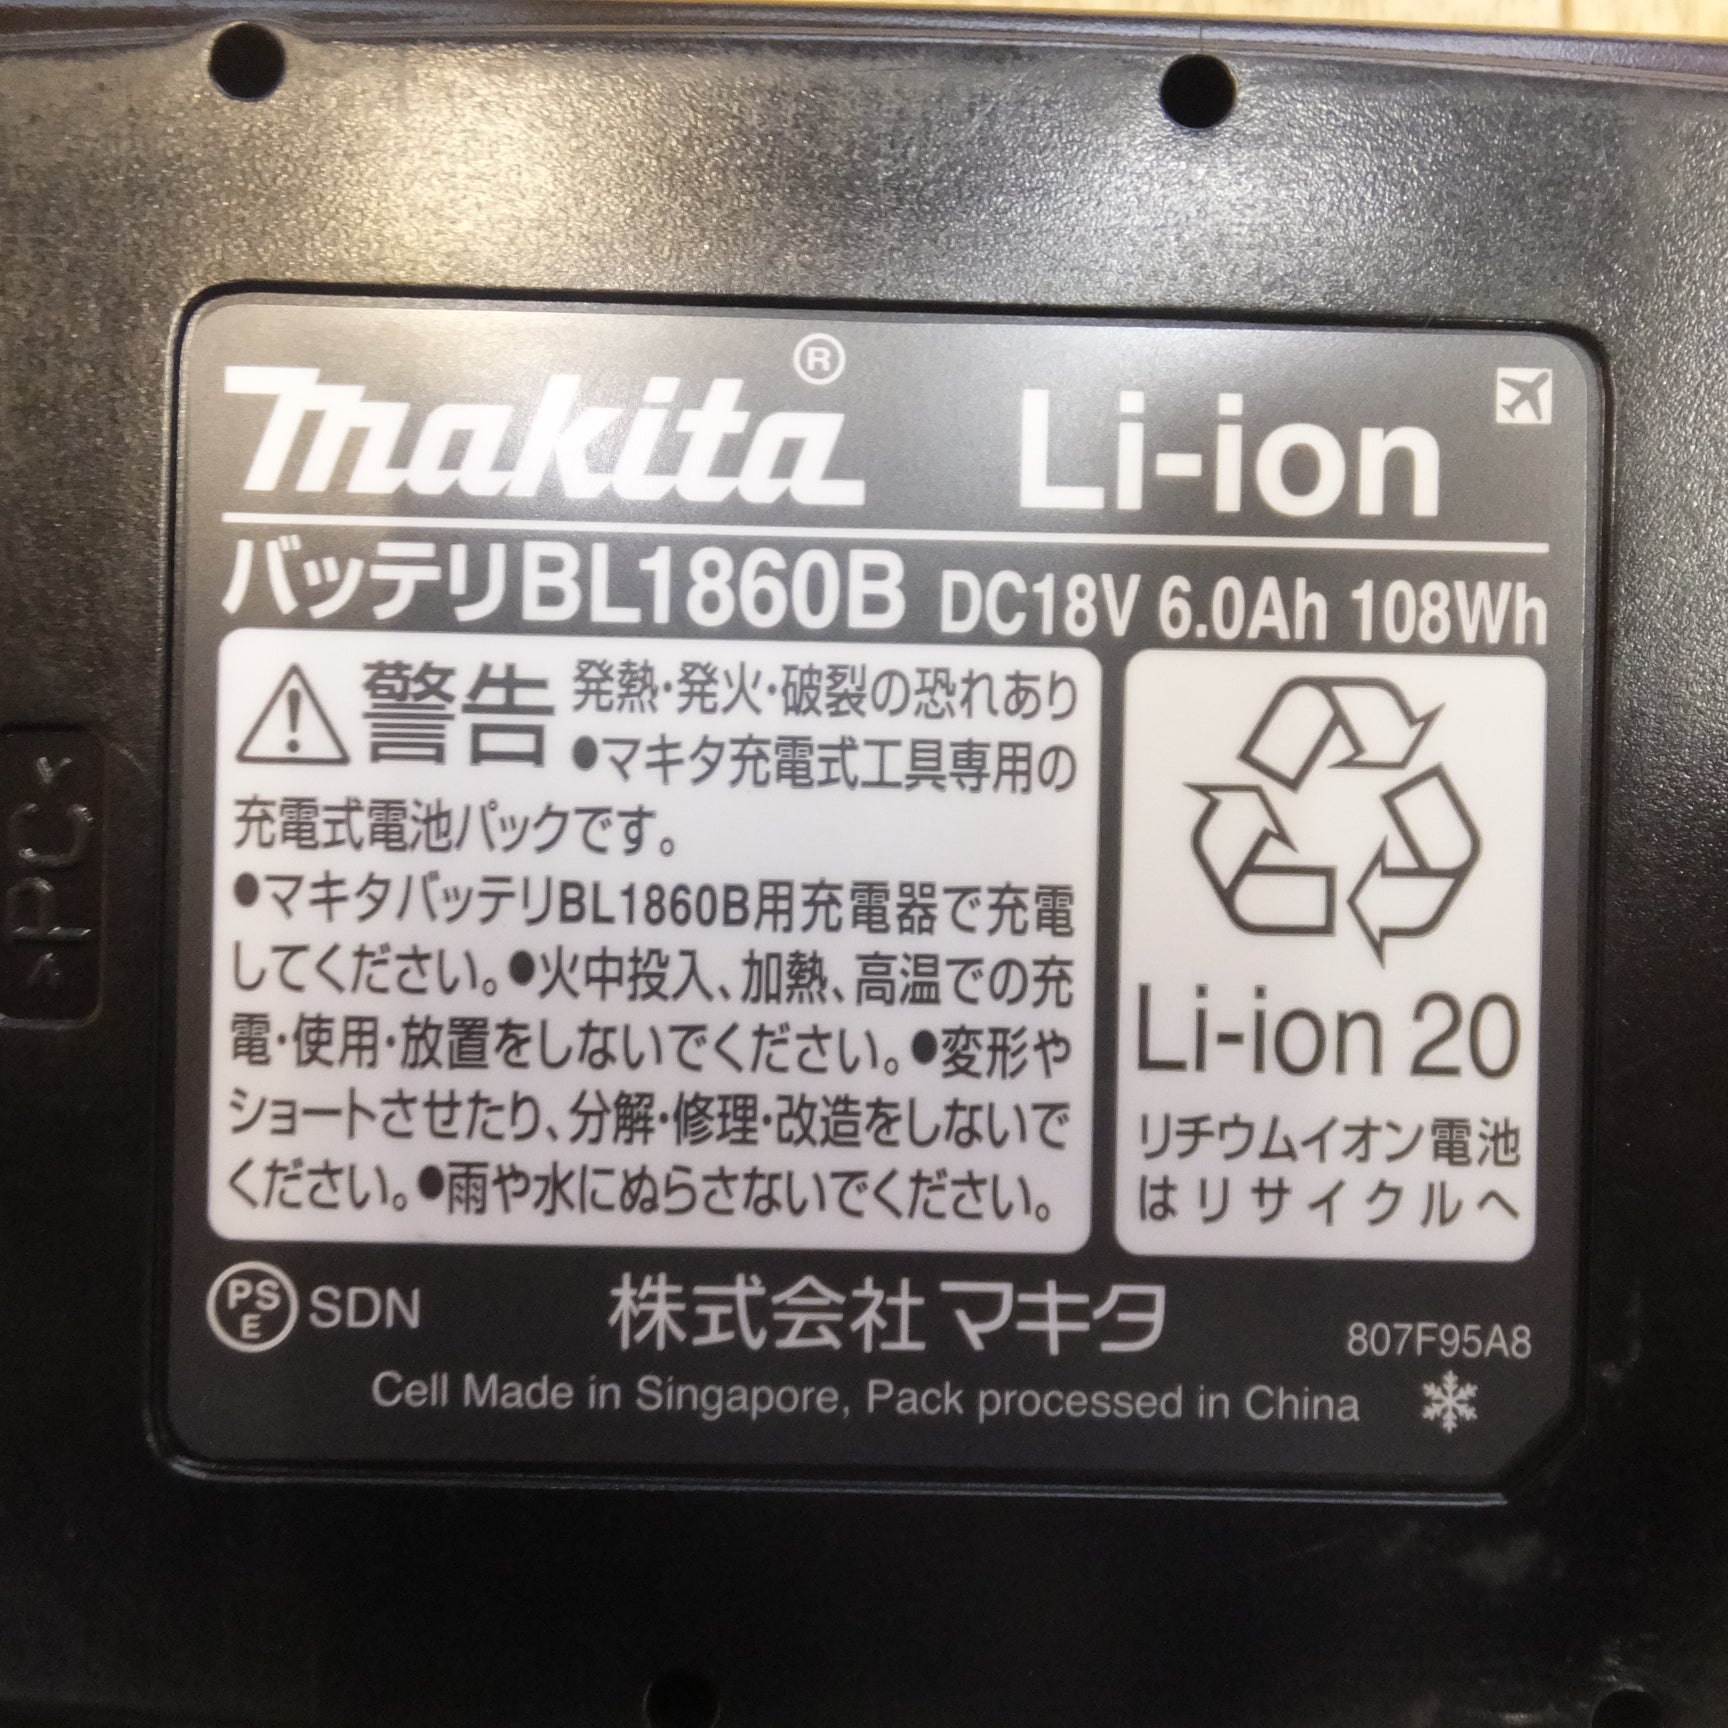 makita® Li-ion
バッテリBL1860B DC18V 6.0Ah 108Wh
警告 発熱・発火・破裂の恐れあり
●マキタ充電式工具専用の
充電式電池パックです。
●マキタバッテリBL1860B用充電器で充電
してください。●火中投入、加熱、高温での充
電・使用・放置をしないでください。●変形や
ショートさせたり、分解・修理・改造をしないで
ください。●雨や水にぬらさないでください。
Li-ion 20
リチウムイオン電池
はリサイクルへ
PSE SDN 株式会社マキタ 807F95A8
Cell Made in Singapore, Pack processed in China
>PC<